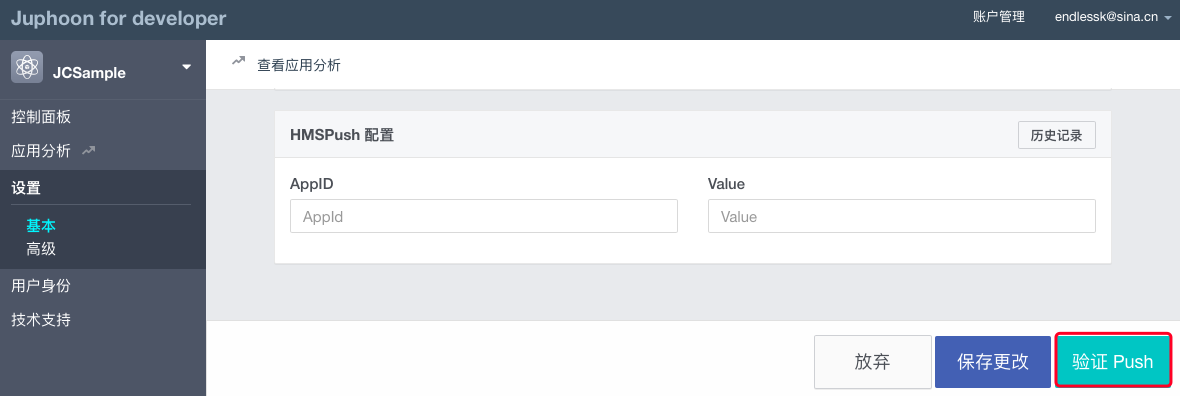 Juphoon for developer
账户管理
endlessk@sina.cn
JCSample
查看应用分析
控制面板
应用分析
设置
基本
高级
用户身份
技术支持
HMSPush 配置
历史记录
AppID
Value
AppId
Value
放弃
保存更改
验证 Push